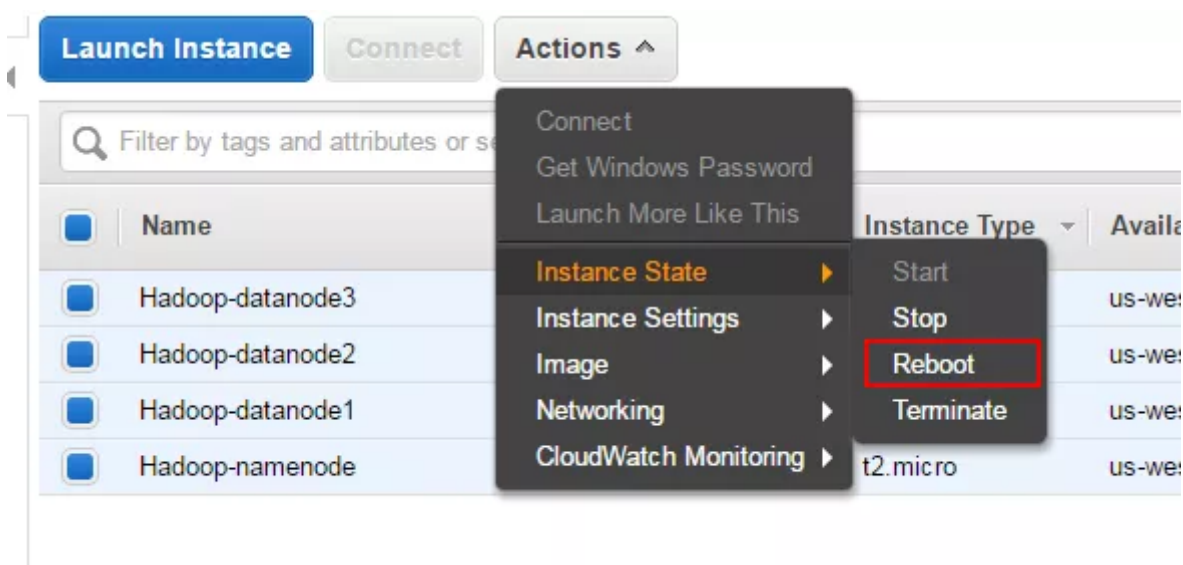 Launch Instance Connect Actions
Filter by tags and attributes or se
Connect
Get Windows Password
Launch More Like This
Instance State
Instance Settings
Image
Networking
CloudWatch Monitoring
Start
Stop
Reboot
Terminate
Name Instance Type Availa
Hadoop-datanode3 us-wes
Hadoop-datanode2 us-wes
Hadoop-datanode1 us-wes
Hadoop-namenode t2.micro us-wes